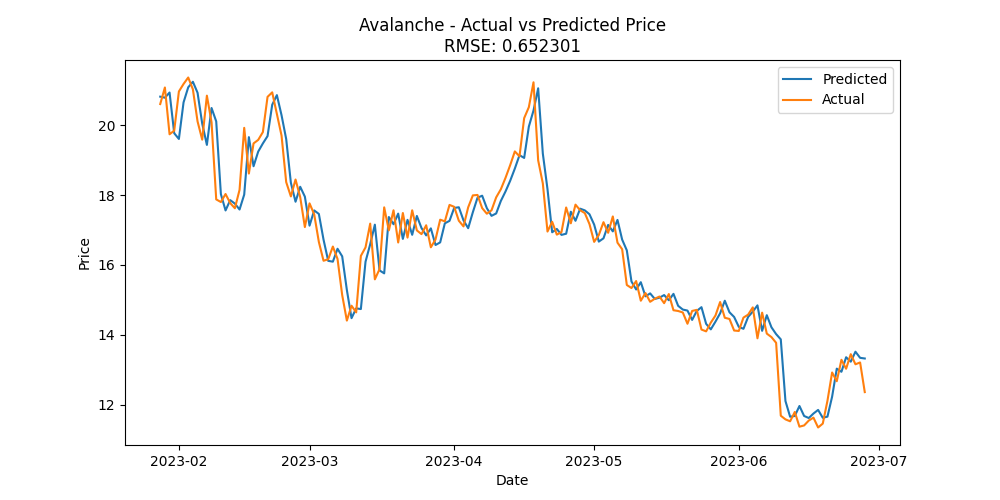 Avalanche - Actual vs Predicted Price
RMSE: 0.652301
Predicted
Actual
Price
20
18
16
14
12
2023-02
2023-03
2023-04
2023-05
2023-06
2023-07
Date